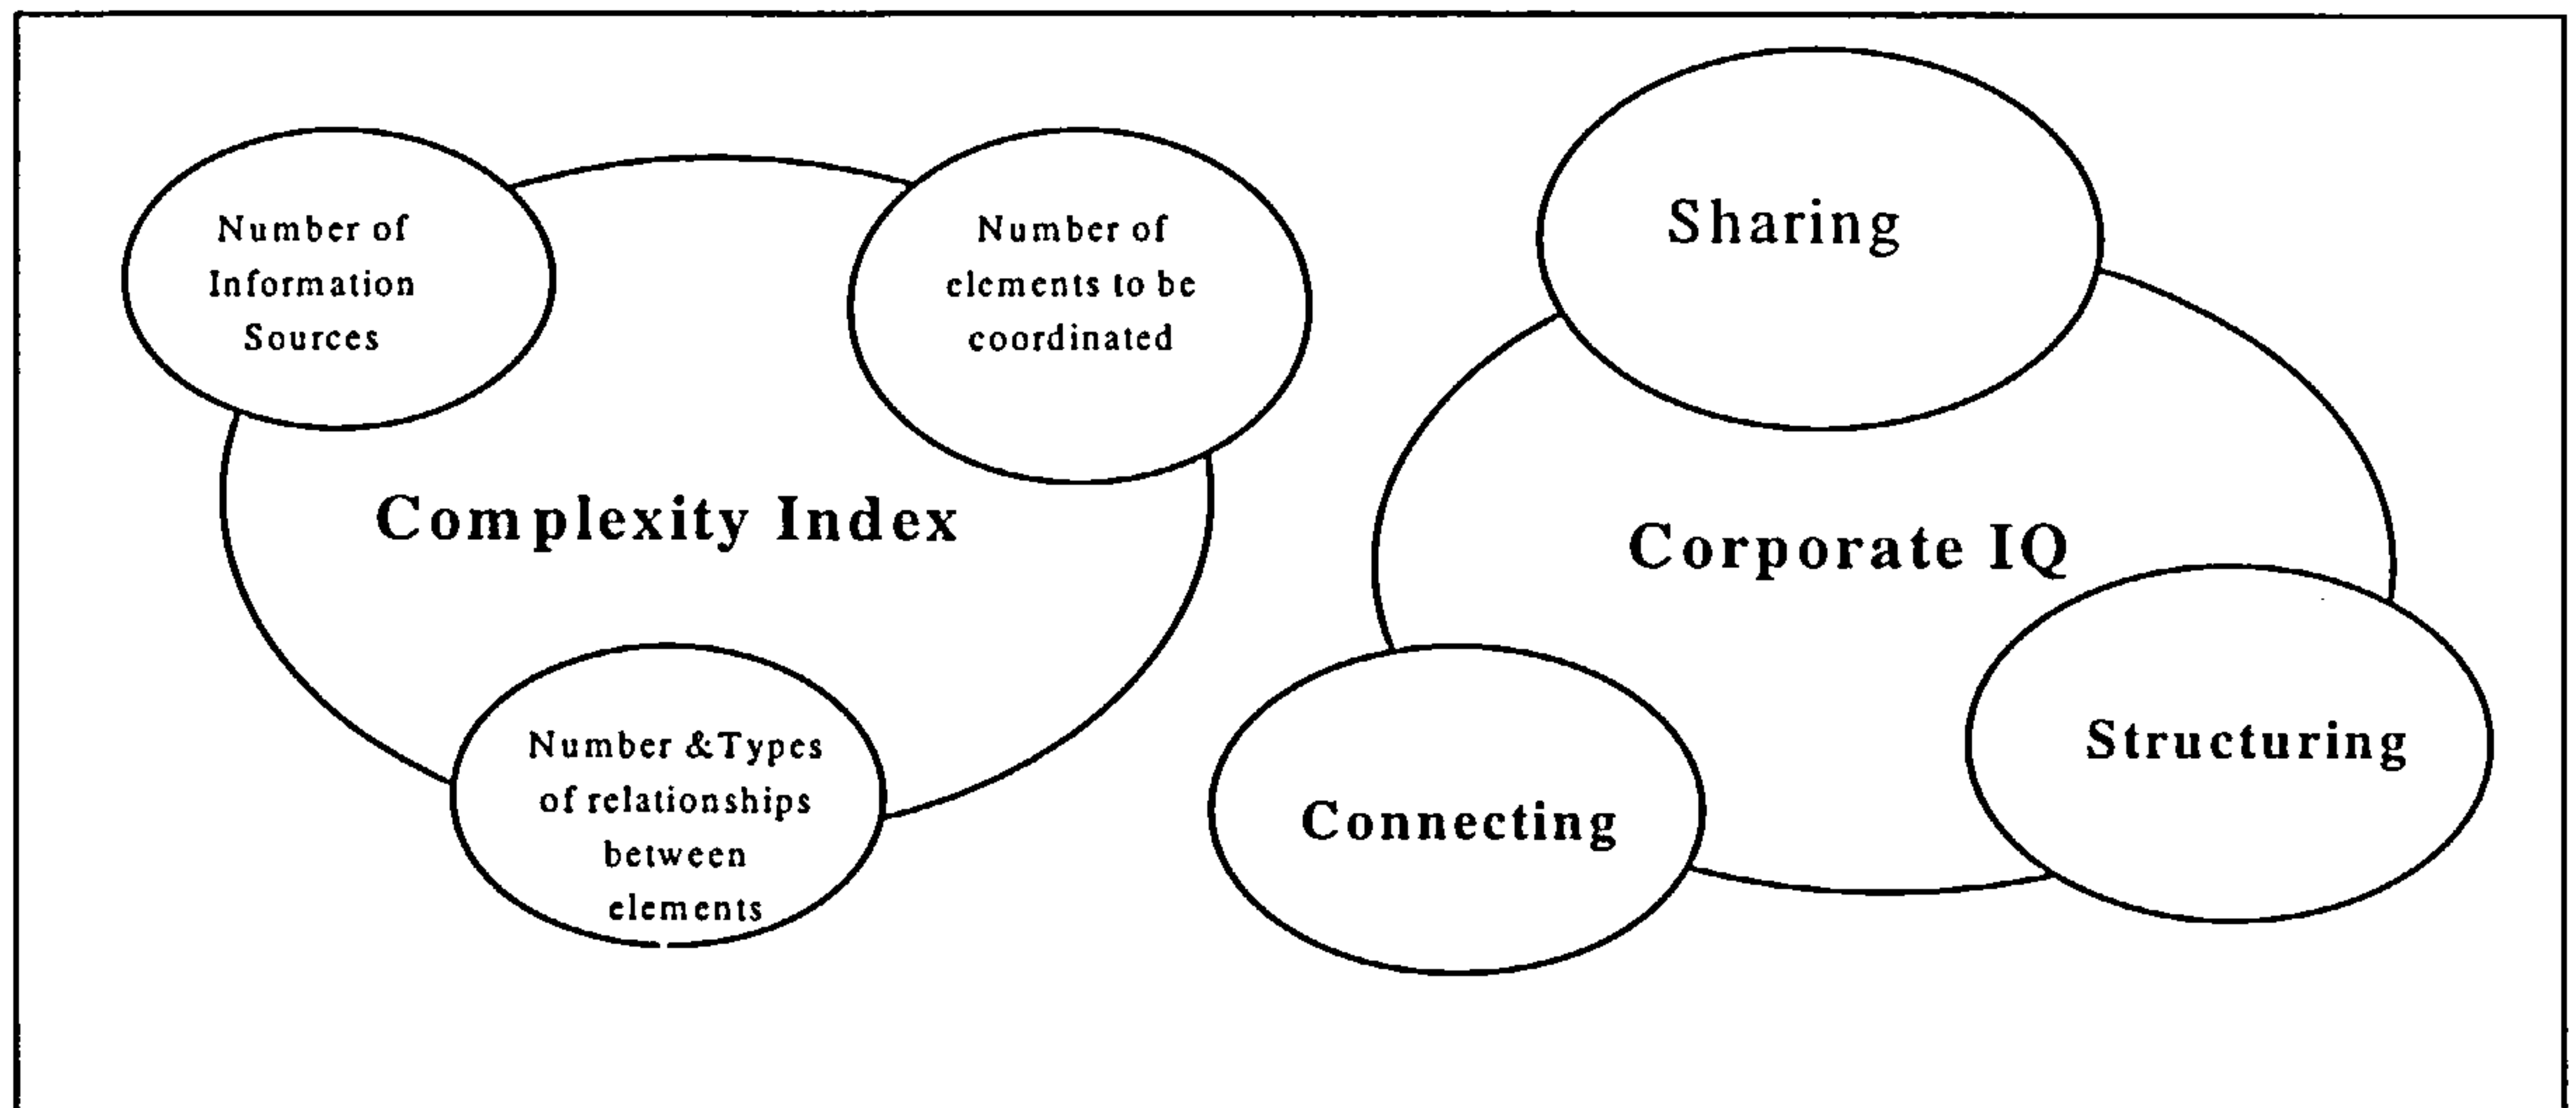 Number of
Information
Sources
Number of
elements to be
coordinated
Complexity Index
Number &Types
of relationships
between
elements
Sharing
Corporate IQ
Connecting
Structuring